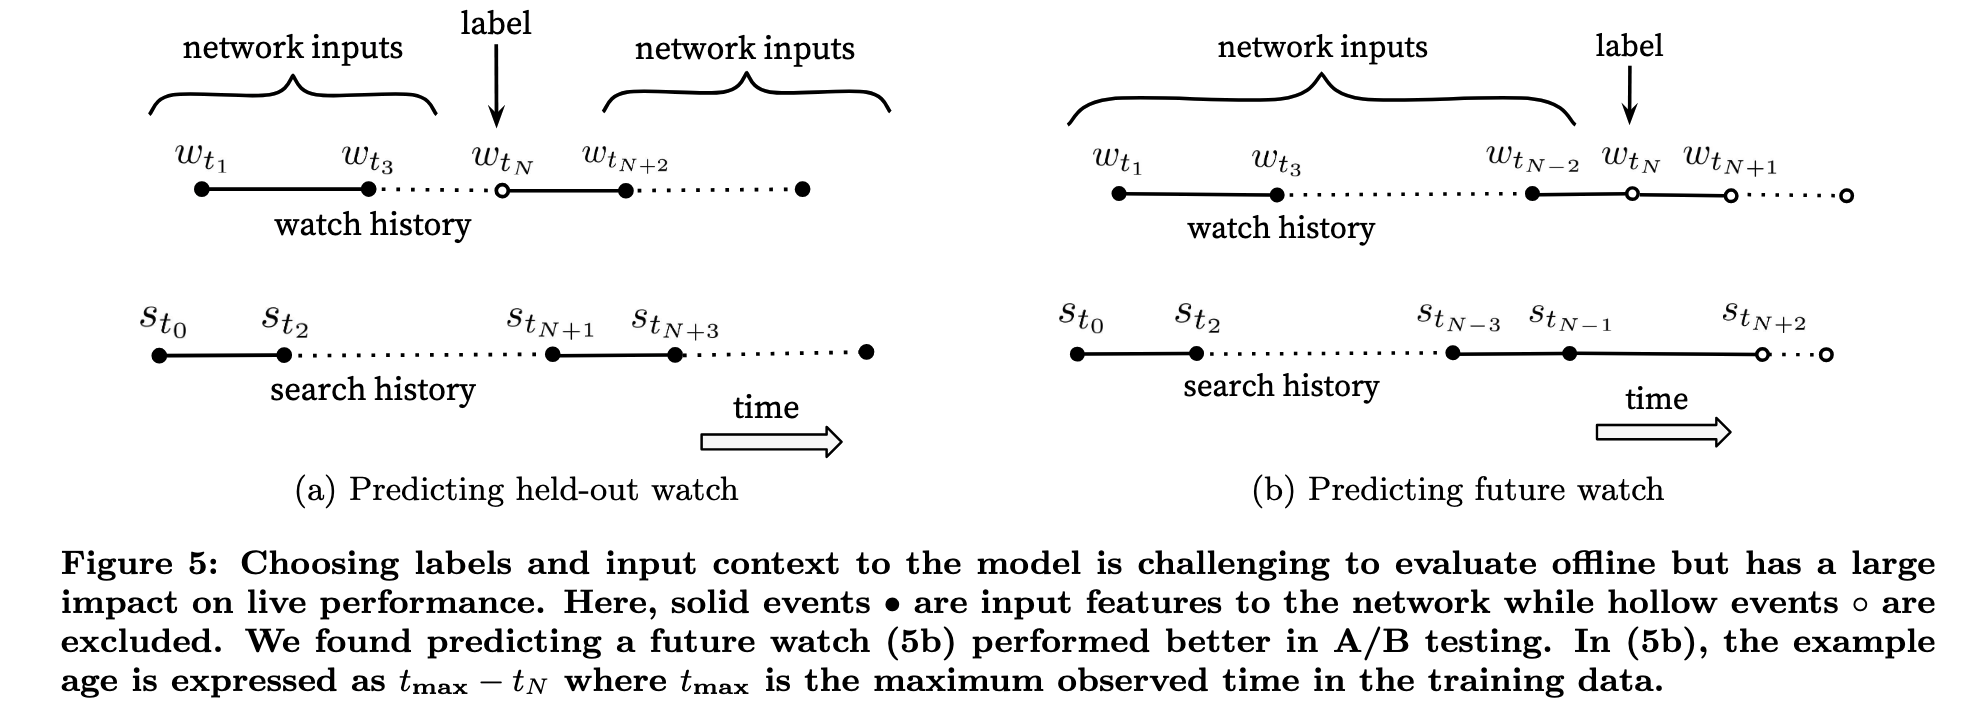 network inputs
label
network inputs
w_{t_1} w_{t_3} w_{t_N} w_{t_{N+2}}
watch history
s_{t_0} s_{t_2} s_{t_{N+1}} s_{t_{N+3}}
search history
time
(a) Predicting held-out watch
network inputs
label
w_{t_1} w_{t_3} w_{t_{N-2}} w_{t_N} w_{t_{N+1}}
watch history
s_{t_0} s_{t_2} s_{t_{N-3}} s_{t_{N-1}} s_{t_{N+2}}
search history
time
(b) Predicting future watch
Figure 5: Choosing labels and input context to the model is challenging to evaluate offline but has a large
impact on live performance. Here, solid events • are input features to the network while hollow events ◦ are
excluded. We found predicting a future watch (5b) performed better in A/B testing. In (5b), the example
age is expressed as t_{max} − t_N where t_{max} is the maximum observed time in the training data.